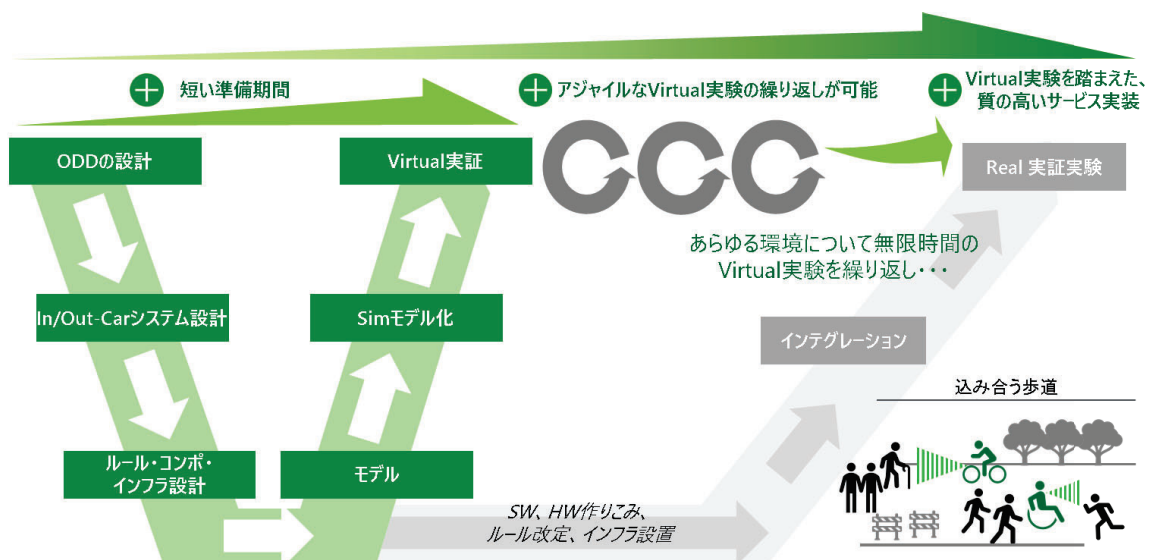 短い準備期間
アジャイルなVirtual実験の繰り返しが可能
Virtual実験を踏まえた、
質の高いサービス実装
ODDの設計
Virtual実証
Real 実証実験
あらゆる環境について無限時間の
Virtual実験を繰り返し・・・
In/Out-Carシステム設計
Simモデル化
インテグレーション
込み合う歩道
ルール・コンポ・
インフラ設計
モデル
SW、HW作りこみ、
ルール改定、インフラ設置